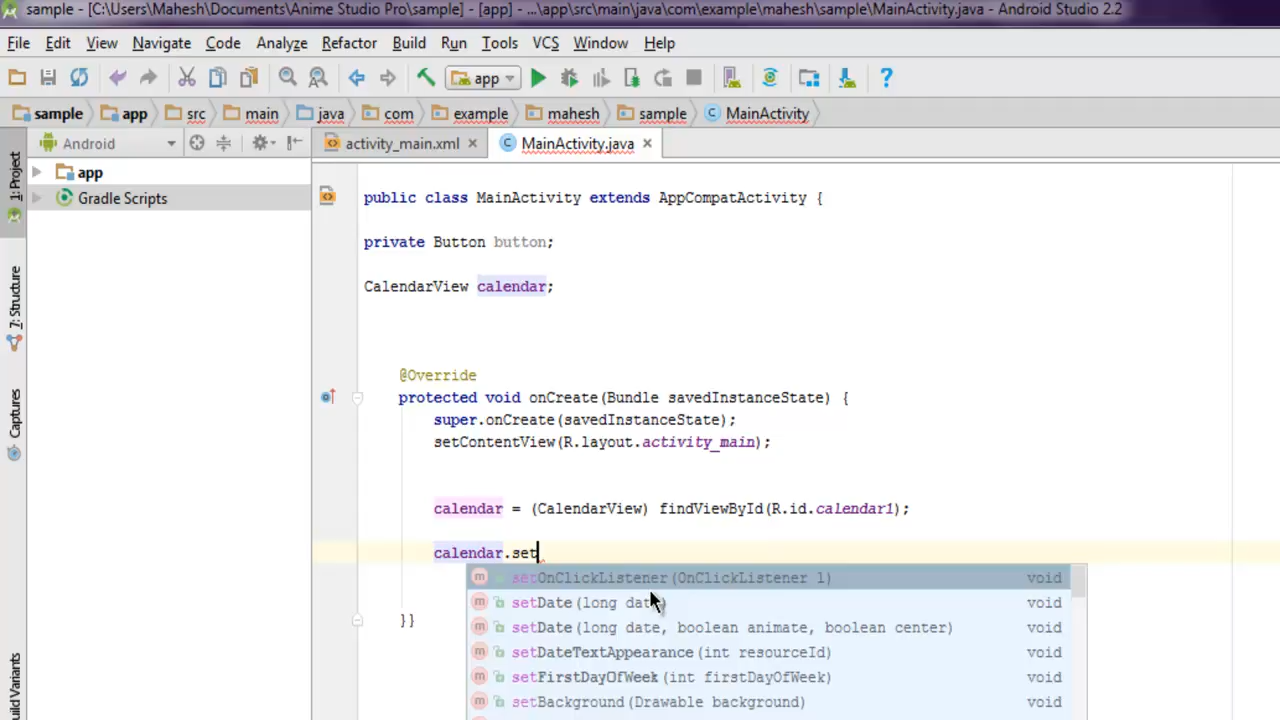 sample - [C:\Users\Mahesh\Documents\Anime Studio Pro\sample] - [app] - ...\app\src\main\java\com\example\mahesh\sample\MainActivity.java - Android Studio 2.2
File Edit View Navigate Code Analyze Refactor Build Run Tools VCS Window Help
app
sample app src main java com example mahesh sample MainActivity
Android activity_main.xml MainActivity.java
1: Project
app
Gradle Scripts
7: Structure
Captures
Build Variants
public class MainActivity extends AppCompatActivity {
private Button button;
CalendarView calendar;
@Override
protected void onCreate(Bundle savedInstanceState) {
super.onCreate(savedInstanceState);
setContentView(R.layout.activity_main);
calendar = (CalendarView) findViewById(R.id.calendar1);
calendar.set
setOnClickListener(OnClickListener l) void
setDate(long date) void
setDate(long date, boolean animate, boolean center) void
setDateTextAppearance(int resourceId) void
setFirstDayOfWeek(int firstDayOfWeek) void
setBackground(Drawable background) void
}}